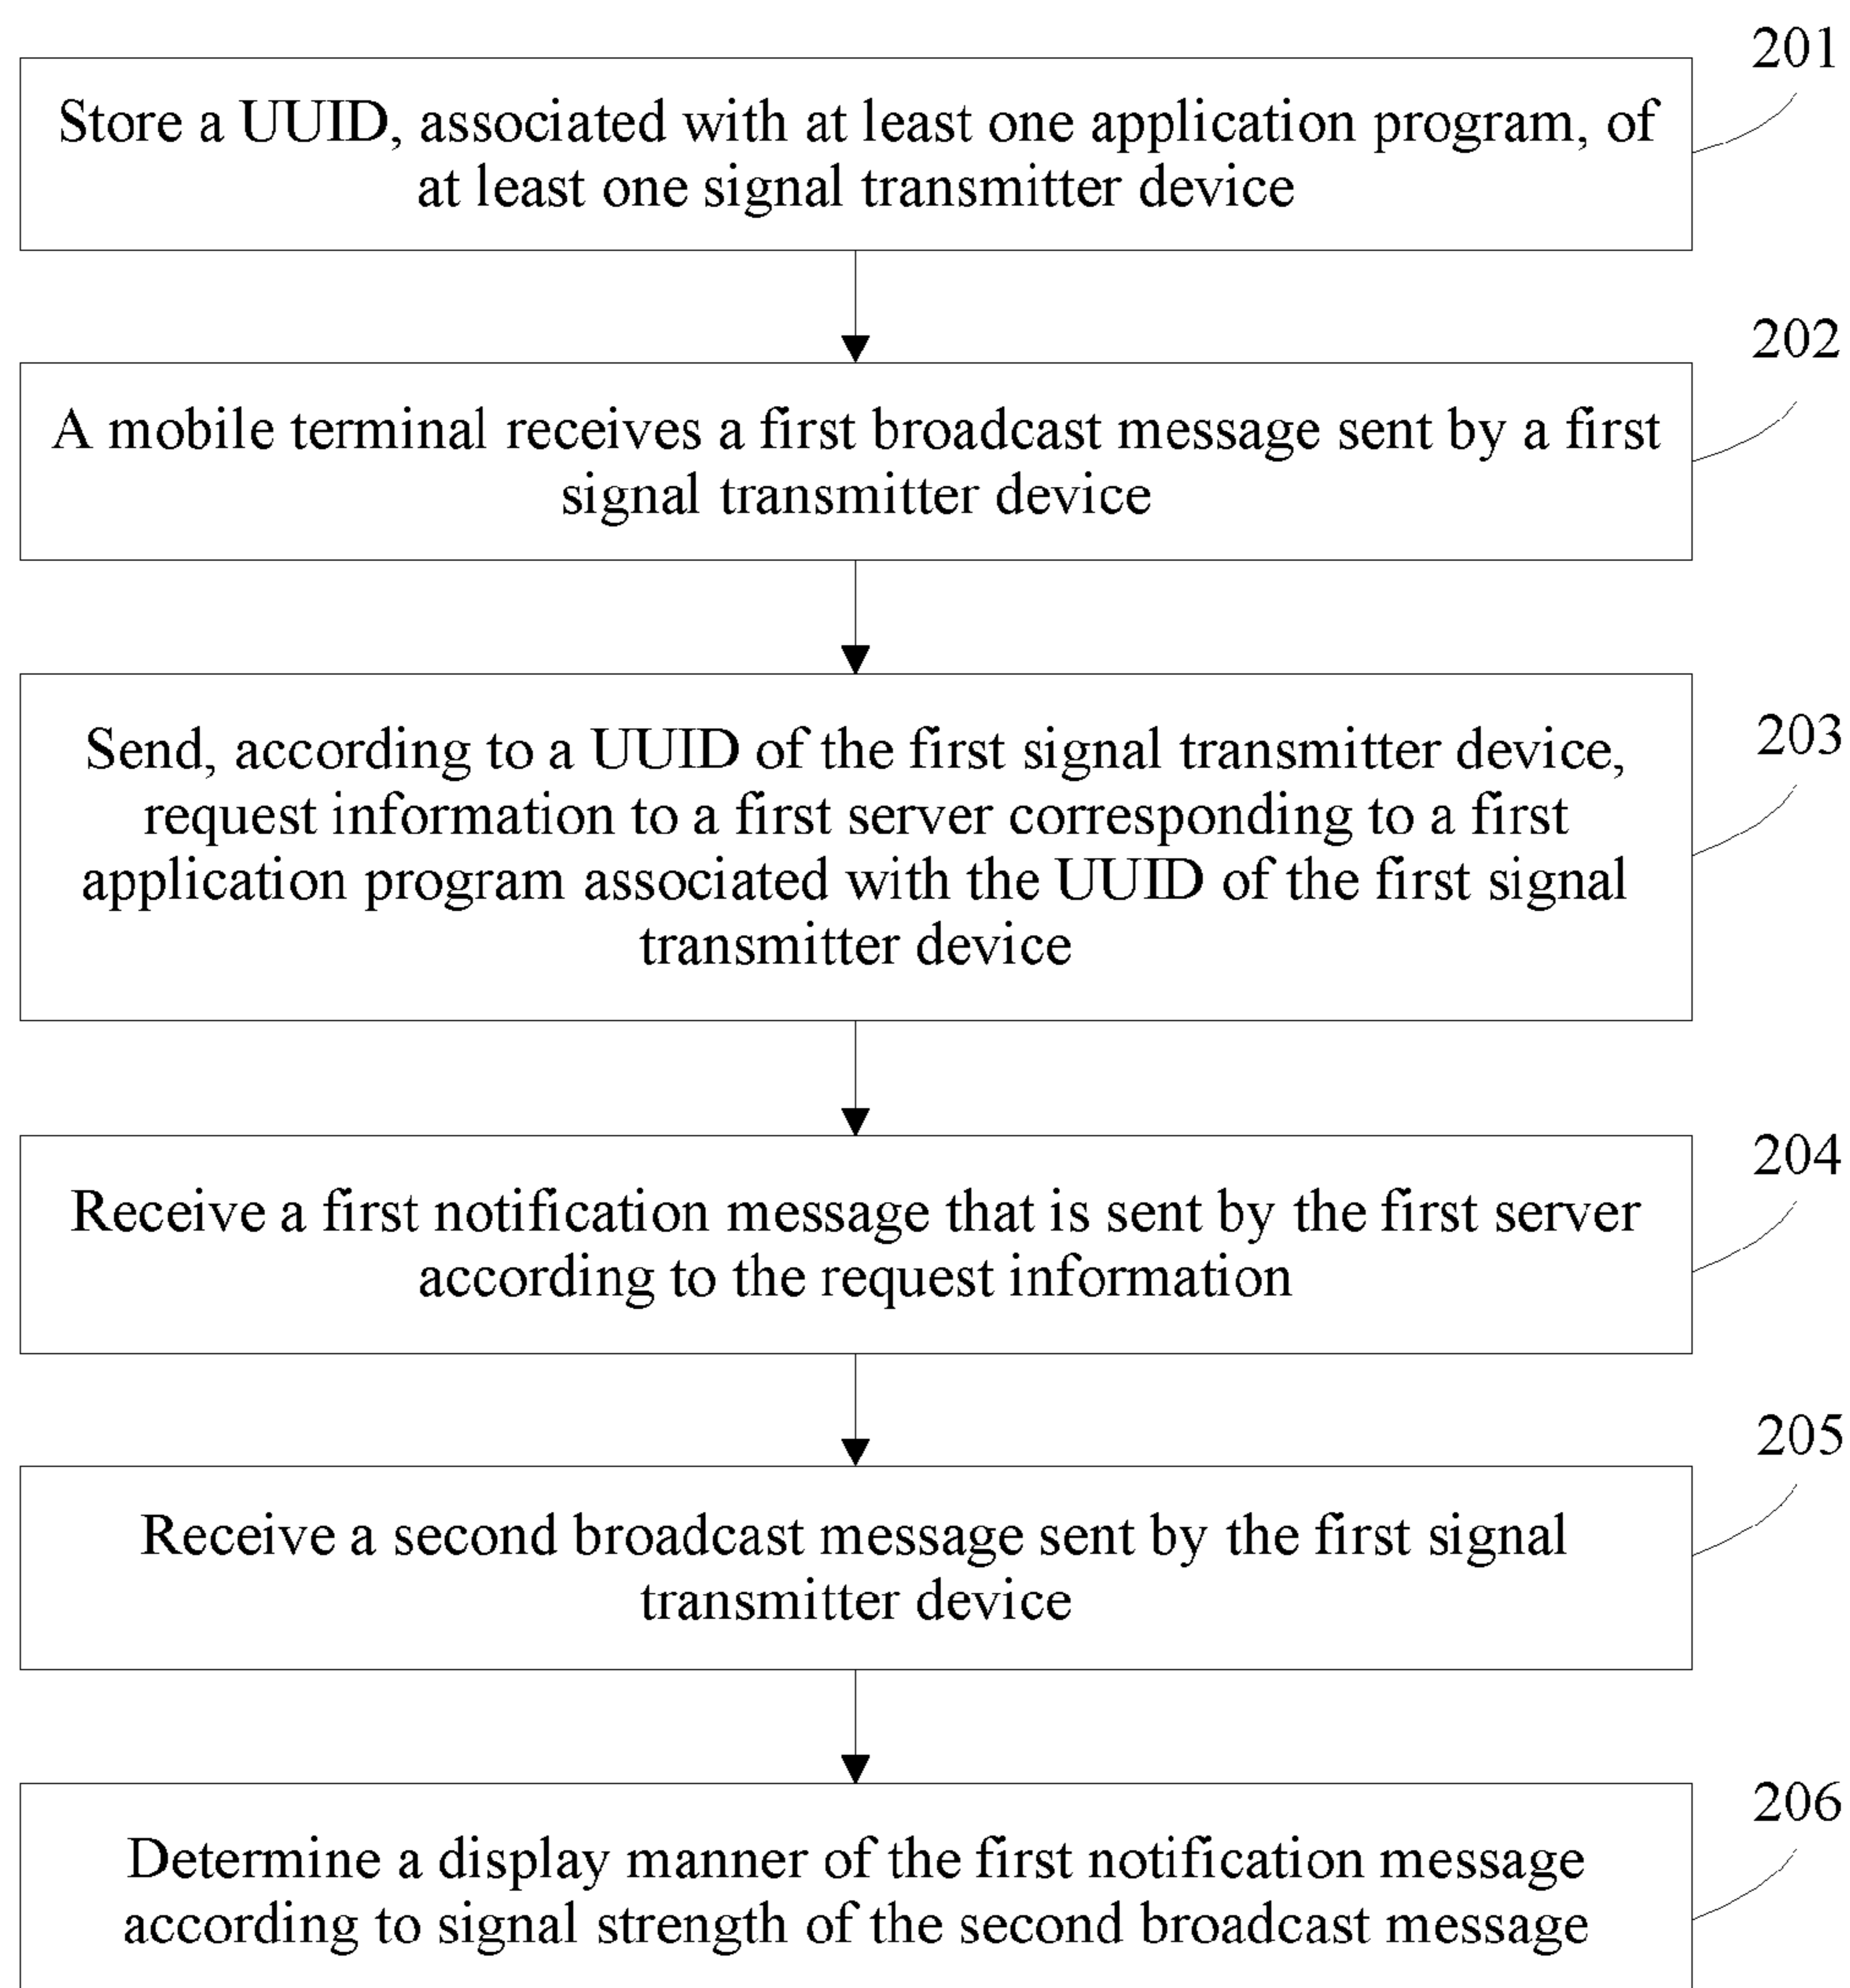 201
Store a UUID, associated with at least one application program, of
at least one signal transmitter device
202
A mobile terminal receives a first broadcast message sent by a first
signal transmitter device
203
Send, according to a UUID of the first signal transmitter device,
request information to a first server corresponding to a first
application program associated with the UUID of the first signal
transmitter device
204
Receive a first notification message that is sent by the first server
according to the request information
205
Receive a second broadcast message sent by the first signal
transmitter device
206
Determine a display manner of the first notification message
according to signal strength of the second broadcast message